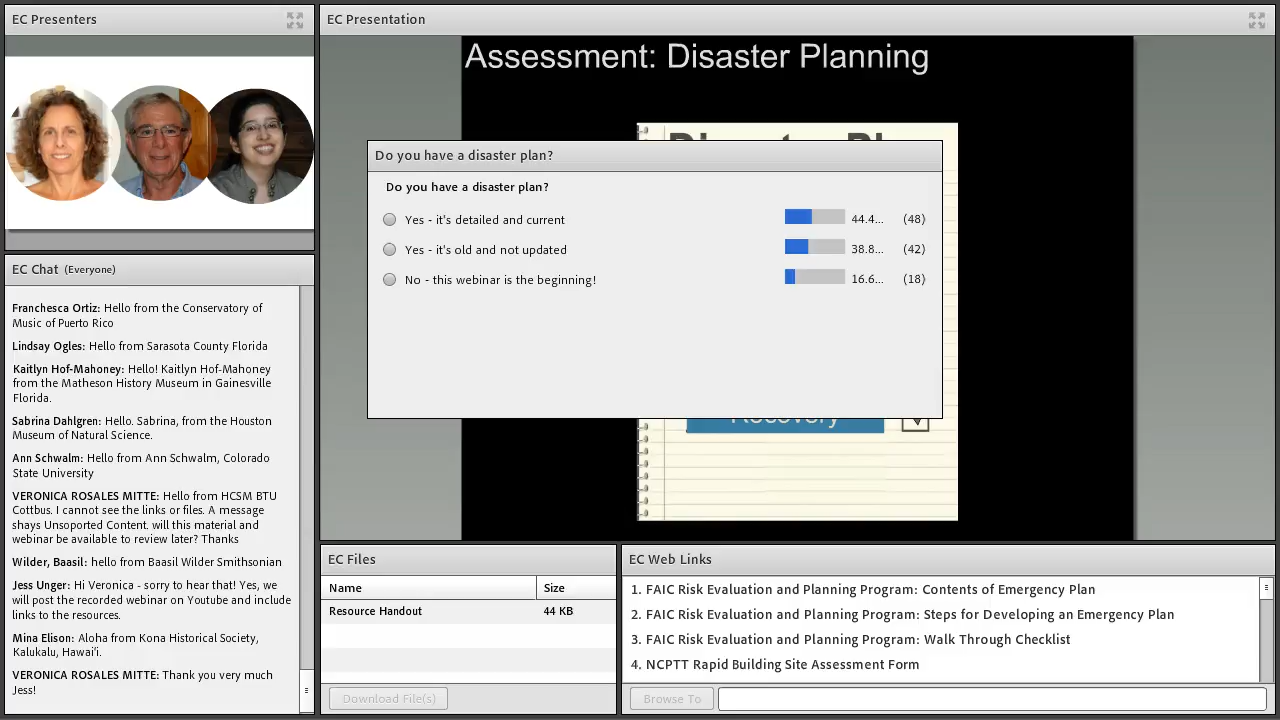 EC Presenters
EC Presentation
Assessment: Disaster Planning
Do you have a disaster plan?
Do you have a disaster plan?
Yes - it's detailed and current 44.4... (48)
Yes - it's old and not updated 38.8... (42)
No - this webinar is the beginning! 16.6... (18)
Recovery
EC Chat (Everyone)
Franchesca Ortiz: Hello from the Conservatory of
Music of Puerto Rico
Lindsay Ogles: Hello from Sarasota County Florida
Kaitlyn Hof-Mahoney: Hello! Kaitlyn Hof-Mahoney
from the Matheson History Museum in Gainesville
Florida.
Sabrina Dahlgren: Hello. Sabrina, from the Houston
Museum of Natural Science.
Ann Schwalm: Hello from Ann Schwalm, Colorado
State University
VERONICA ROSALES MITTE: Hello from HCSM BTU
Cottbus. I cannot see the links or files. A message
shays Unsoported Content. will this material and
webinar be available to review later? Thanks
Wilder, Baasil: hello from Baasil Wilder Smithsonian
Jess Unger: Hi Veronica - sorry to hear that! Yes, we
will post the recorded webinar on Youtube and include
links to the resources.
Mina Elison: Aloha from Kona Historical Society,
Kalukalu, Hawai'i.
VERONICA ROSALES MITTE: Thank you very much
Jess!
EC Files
Name Size
Resource Handout 44 KB
Download File(s)
EC Web Links
1. FAIC Risk Evaluation and Planning Program: Contents of Emergency Plan
2. FAIC Risk Evaluation and Planning Program: Steps for Developing an Emergency Plan
3. FAIC Risk Evaluation and Planning Program: Walk Through Checklist
4. NCPTT Rapid Building Site Assessment Form
Browse To